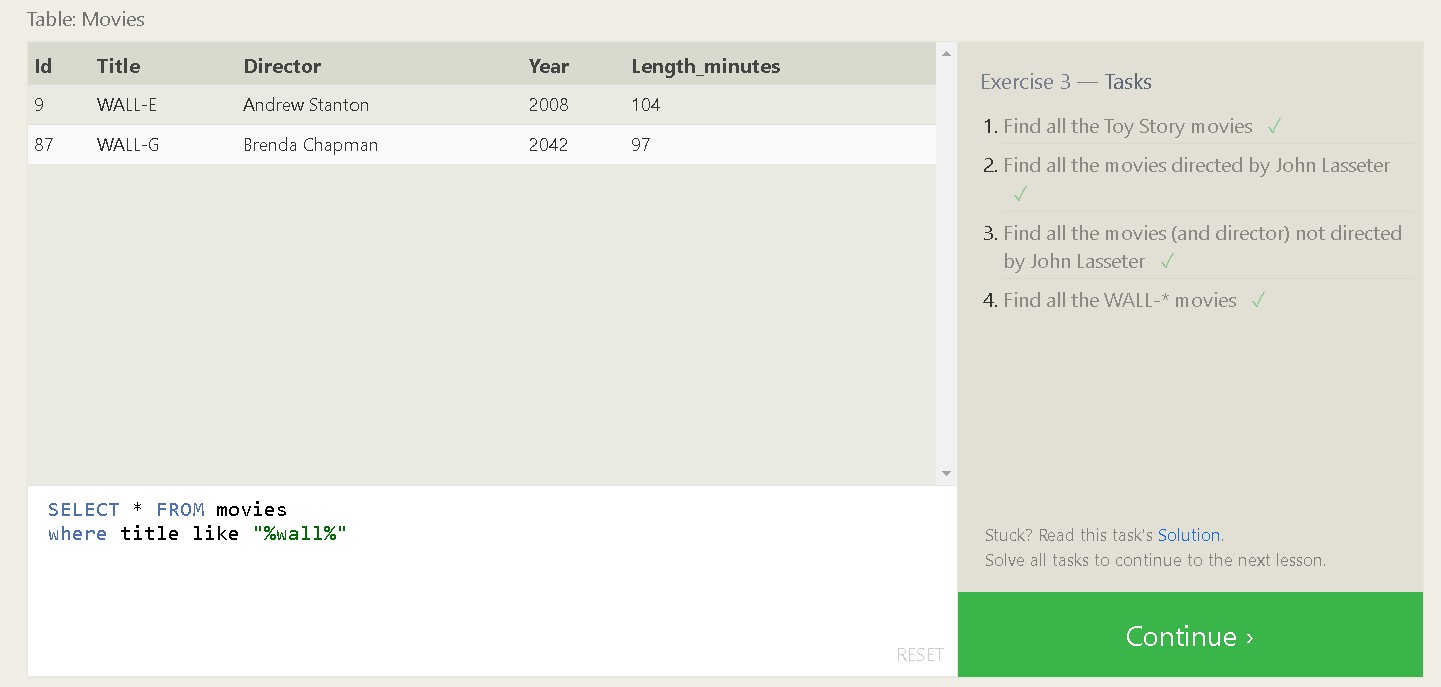 Table: Movies
Id Title Director Year Length_minutes
9 WALL-E Andrew Stanton 2008 104
87 WALL-G Brenda Chapman 2042 97
SELECT * FROM movies
where title like "%wall%"
RESET
Exercise 3 — Tasks
1. Find all the Toy Story movies ✓
2. Find all the movies directed by John Lasseter
✓
3. Find all the movies (and director) not directed
by John Lasseter ✓
4. Find all the WALL-* movies ✓
Stuck? Read this task's Solution.
Solve all tasks to continue to the next lesson.
Continue ›